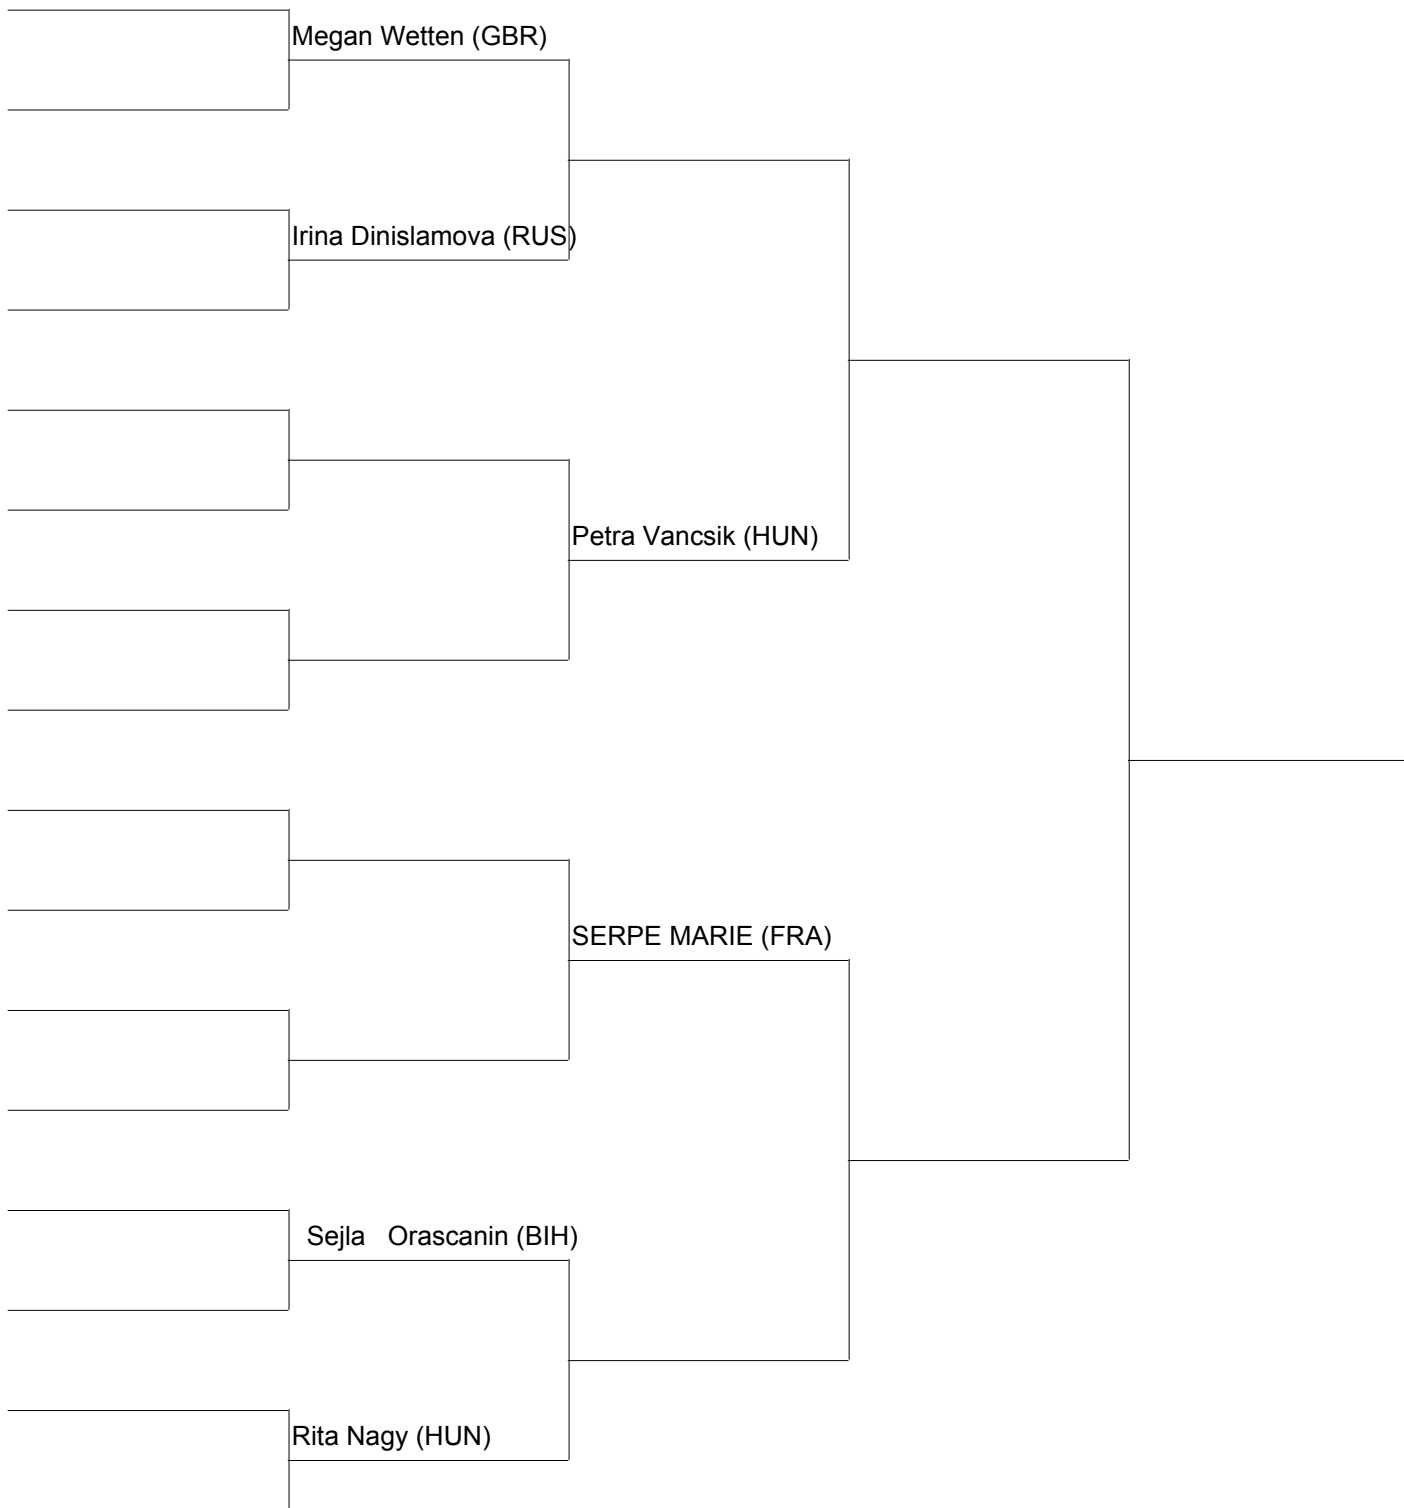 Megan Wetten (GBR)
Irina Dinislamova (RUS)
Petra Vancsik (HUN)
SERPE MARIE (FRA)
Sejla   Orascanin (BIH)
Rita Nagy (HUN)